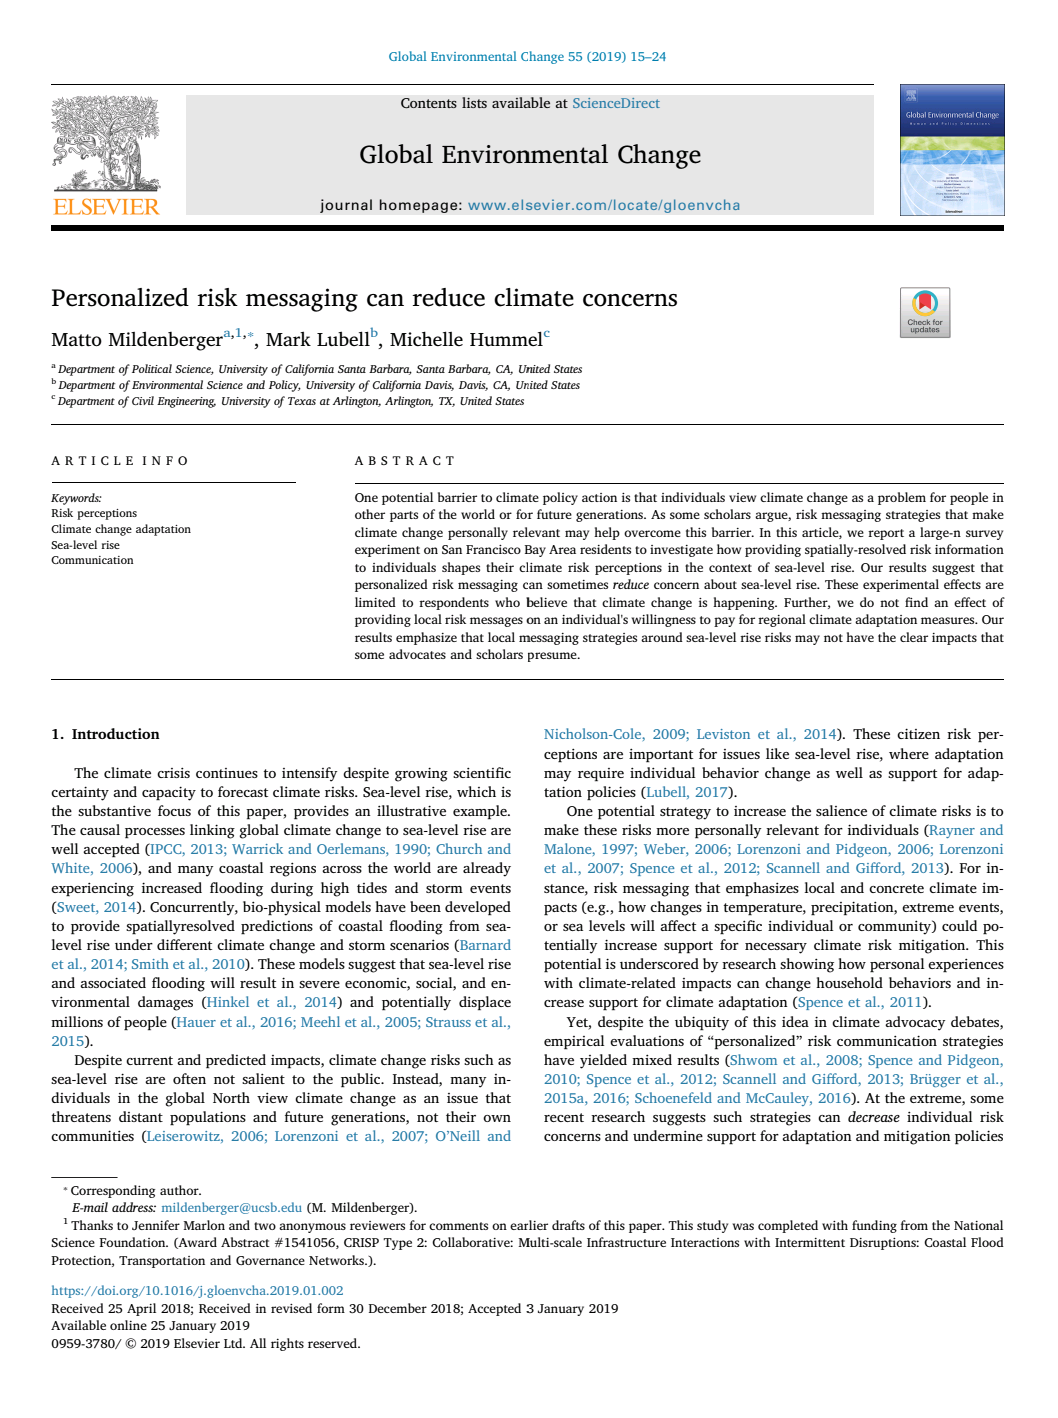 Global Environmental Change 55 (2019) 15–24
Contents lists available at ScienceDirect
Global Environmental Change
journal homepage: www.elsevier.com/locate/gloenvcha
ELSEVIER
Global Environmental Change
Personalized risk messaging can reduce climate concerns
Check for
updates
Matto Mildenbergera,1,⁎, Mark Lubellb, Michelle Hummelc
a Department of Political Science, University of California Santa Barbara, Santa Barbara, CA, United States
b Department of Environmental Science and Policy, University of California Davis, Davis, CA, United States
c Department of Civil Engineering, University of Texas at Arlington, Arlington, TX, United States
ARTICLE INFO
Keywords:
Risk perceptions
Climate change adaptation
Sea-level rise
Communication
ABSTRACT
One potential barrier to climate policy action is that individuals view climate change as a problem for people in
other parts of the world or for future generations. As some scholars argue, risk messaging strategies that make
climate change personally relevant may help overcome this barrier. In this article, we report a large-n survey
experiment on San Francisco Bay Area residents to investigate how providing spatially-resolved risk information
to individuals shapes their climate risk perceptions in the context of sea-level rise. Our results suggest that
personalized risk messaging can sometimes reduce concern about sea-level rise. These experimental effects are
limited to respondents who believe that climate change is happening. Further, we do not find an effect of
providing local risk messages on an individual's willingness to pay for regional climate adaptation measures. Our
results emphasize that local messaging strategies around sea-level rise risks may not have the clear impacts that
some advocates and scholars presume.
1. Introduction
The climate crisis continues to intensify despite growing scientific
certainty and capacity to forecast climate risks. Sea-level rise, which is
the substantive focus of this paper, provides an illustrative example.
The causal processes linking global climate change to sea-level rise are
well accepted (IPCC, 2013; Warrick and Oerlemans, 1990; Church and
White, 2006), and many coastal regions across the world are already
experiencing increased flooding during high tides and storm events
(Sweet, 2014). Concurrently, bio-physical models have been developed
to provide spatiallyresolved predictions of coastal flooding from sea-
level rise under different climate change and storm scenarios (Barnard
et al., 2014; Smith et al., 2010). These models suggest that sea-level rise
and associated flooding will result in severe economic, social, and en-
vironmental damages (Hinkel et al., 2014) and potentially displace
millions of people (Hauer et al., 2016; Meehl et al., 2005; Strauss et al.,
2015).
Despite current and predicted impacts, climate change risks such as
sea-level rise are often not salient to the public. Instead, many in-
dividuals in the global North view climate change as an issue that
threatens distant populations and future generations, not their own
communities (Leiserowitz, 2006; Lorenzoni et al., 2007; O'Neill and
Nicholson-Cole, 2009; Leviston et al., 2014). These citizen risk per-
ceptions are important for issues like sea-level rise, where adaptation
may require individual behavior change as well as support for adap-
tation policies (Lubell, 2017).
One potential strategy to increase the salience of climate risks is to
make these risks more personally relevant for individuals (Rayner and
Malone, 1997; Weber, 2006; Lorenzoni and Pidgeon, 2006; Lorenzoni
et al., 2007; Spence et al., 2012; Scannell and Gifford, 2013). For in-
stance, risk messaging that emphasizes local and concrete climate im-
pacts (e.g., how changes in temperature, precipitation, extreme events,
or sea levels will affect a specific individual or community) could po-
tentially increase support for necessary climate risk mitigation. This
potential is underscored by research showing how personal experiences
with climate-related impacts can change household behaviors and in-
crease support for climate adaptation (Spence et al., 2011).
Yet, despite the ubiquity of this idea in climate advocacy debates,
empirical evaluations of “personalized” risk communication strategies
have yielded mixed results (Shwom et al., 2008; Spence and Pidgeon,
2010; Spence et al., 2012; Scannell and Gifford, 2013; Brügger et al.,
2015a, 2016; Schoenefeld and McCauley, 2016). At the extreme, some
recent research suggests such strategies can decrease individual risk
concerns and undermine support for adaptation and mitigation policies
⁎ Corresponding author.
E-mail address: mildenberger@ucsb.edu (M. Mildenberger).
1 Thanks to Jennifer Marlon and two anonymous reviewers for comments on earlier drafts of this paper. This study was completed with funding from the National
Science Foundation. (Award Abstract #1541056, CRISP Type 2: Collaborative: Multi-scale Infrastructure Interactions with Intermittent Disruptions: Coastal Flood
Protection, Transportation and Governance Networks.).
https://doi.org/10.1016/j.gloenvcha.2019.01.002
Received 25 April 2018; Received in revised form 30 December 2018; Accepted 3 January 2019
Available online 25 January 2019
0959-3780/ © 2019 Elsevier Ltd. All rights reserved.